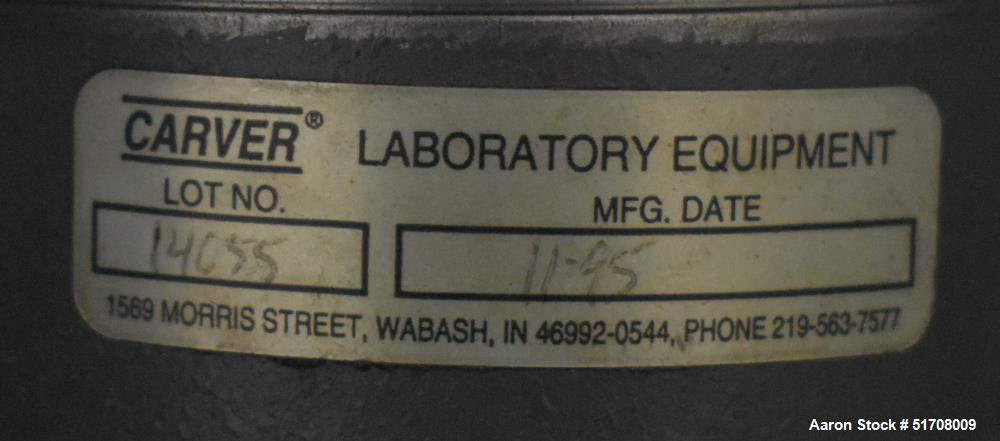 CARVER® LABORATORY EQUIPMENT
LOT NO. MFG. DATE
14C55 11-95
1569 MORRIS STREET, WABASH, IN 46992-0544, PHONE 219-563-7577
Aaron Stock # 51708009